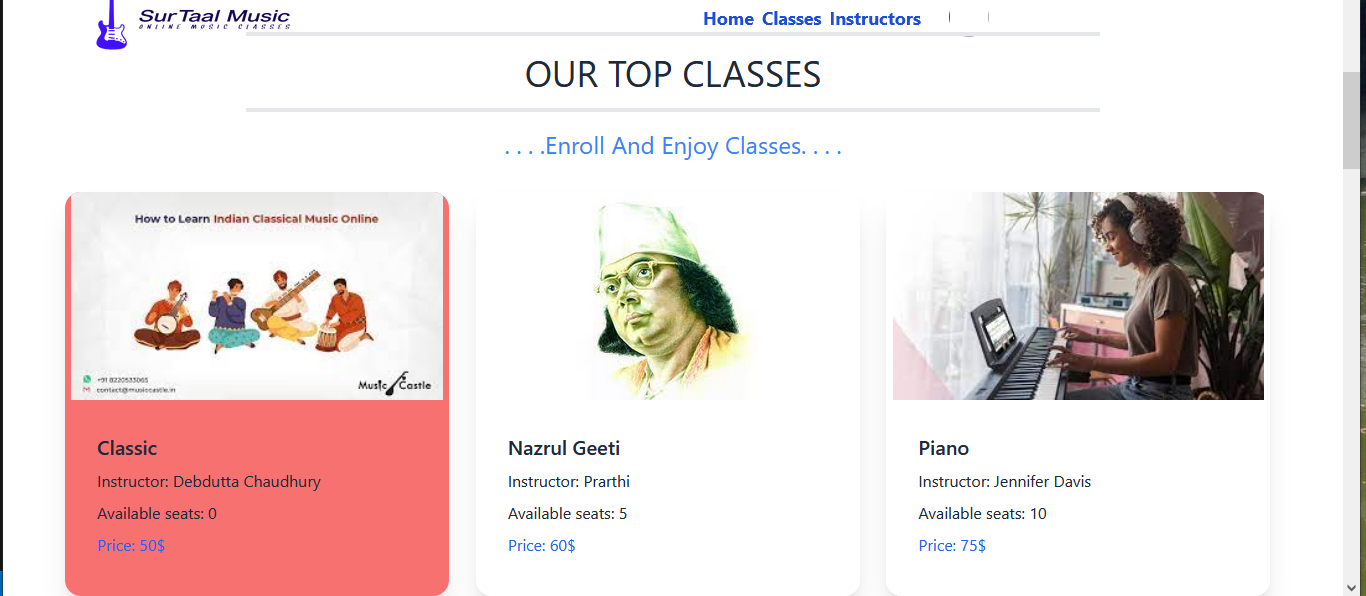 SurTaal Music
ONLINE MUSIC CLASSES
Home Classes Instructors
OUR TOP CLASSES
. . . .Enroll And Enjoy Classes. . . .
How to Learn Indian Classical Music Online
+91 8220533065
contact@musiccastle.in
Music Castle
Classic
Instructor: Debdutta Chaudhury
Available seats: 0
Price: 50$
Nazrul Geeti
Instructor: Prarthi
Available seats: 5
Price: 60$
Piano
Instructor: Jennifer Davis
Available seats: 10
Price: 75$